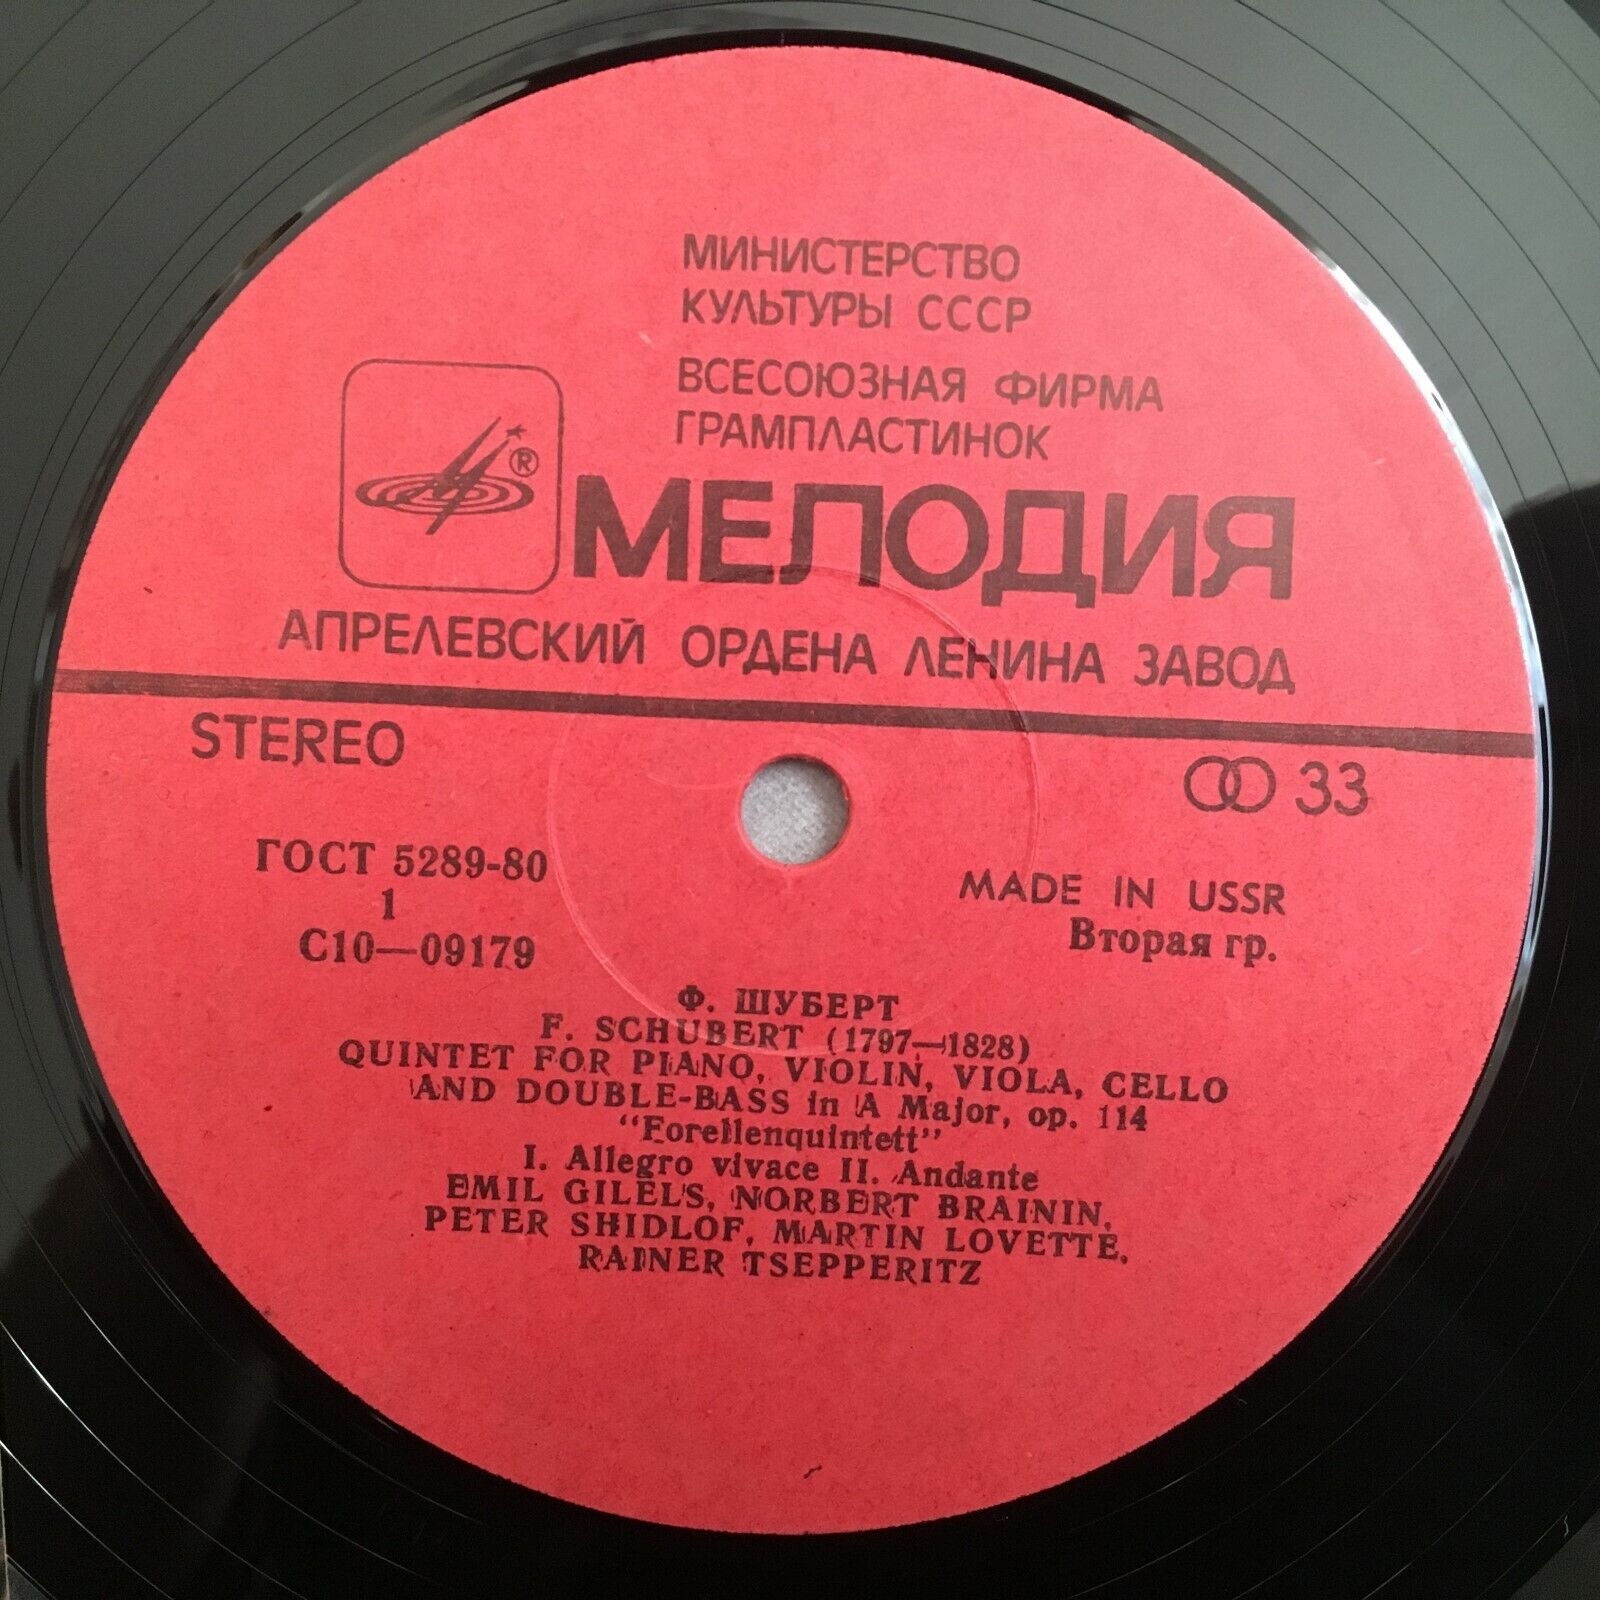 МИНИСТЕРСТВО
КУЛЬТУРЫ СССР
ВСЕСОЮЗНАЯ ФИРМА
ГРАМПЛАСТИНОК
®
МЕЛОДИЯ
АПРЕЛЕВСКИЙ ОРДЕНА ЛЕНИНА ЗАВОД
STEREO
33
ГОСТ 5289-80
1
С10—09179
MADE IN USSR
Вторая гр.
Ф. ШУБЕРТ
F. SCHUBERT (1797—1828)
QUINTET FOR PIANO, VIOLIN, VIOLA, CELLO
AND DOUBLE-BASS in A Major, op. 114
“Forellenquintett”
I. Allegro vivace II. Andante
EMIL GILELS, NORBERT BRAININ,
PETER SHIDLOF, MARTIN LOVETTE,
RAINER TSEPPERITZ